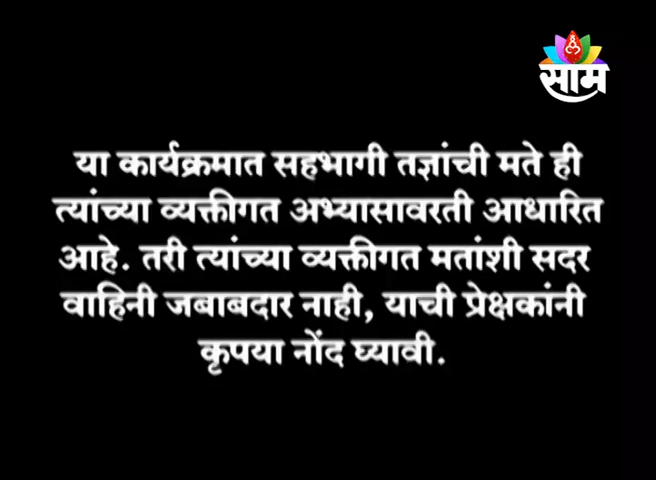 साम
या कार्यक्रमात सहभागी तज्ञांची मते ही
त्यांच्या व्यक्तीगत अभ्यासावरती आधारित
आहे. तरी त्यांच्या व्यक्तीगत मतांशी सदर
वाहिनी जबाबदार नाही, याची प्रेक्षकांनी
कृपया नोंद घ्यावी.